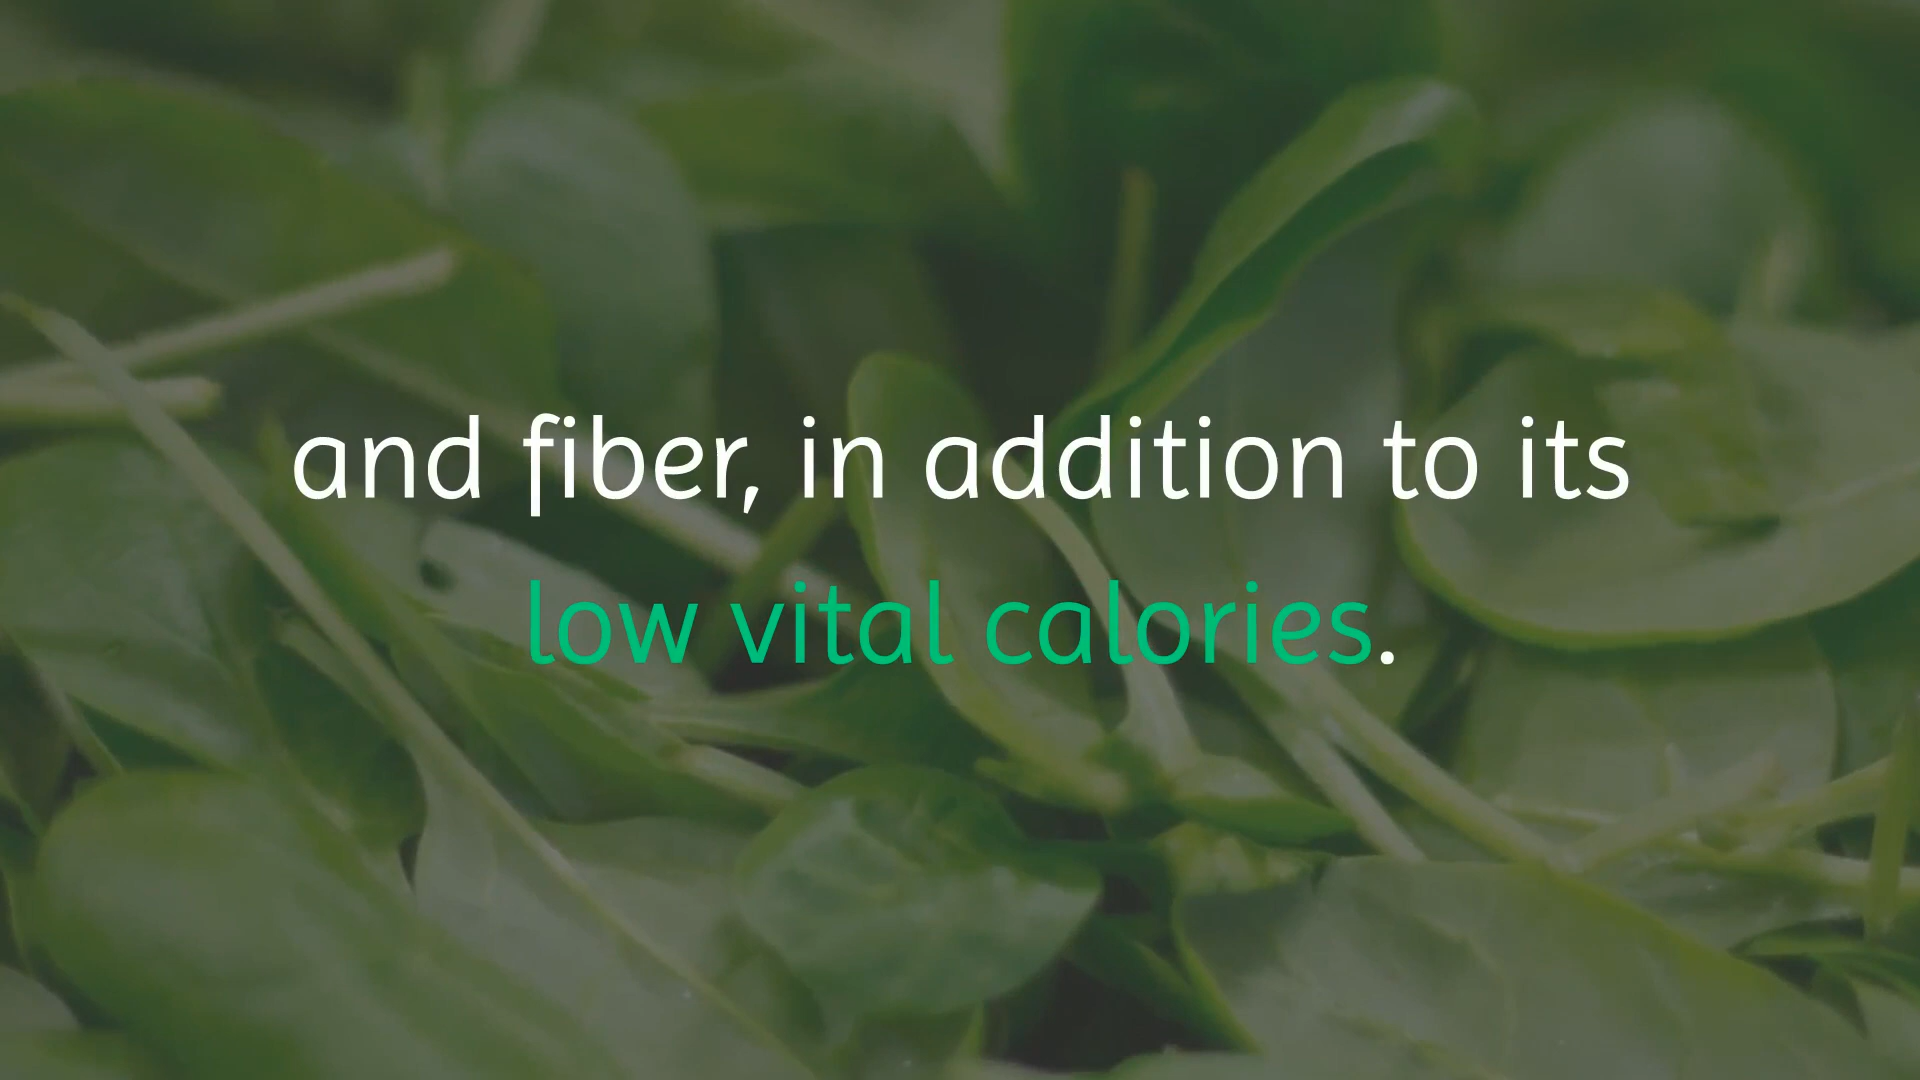 and fiber, in addition to its
low vital calories.